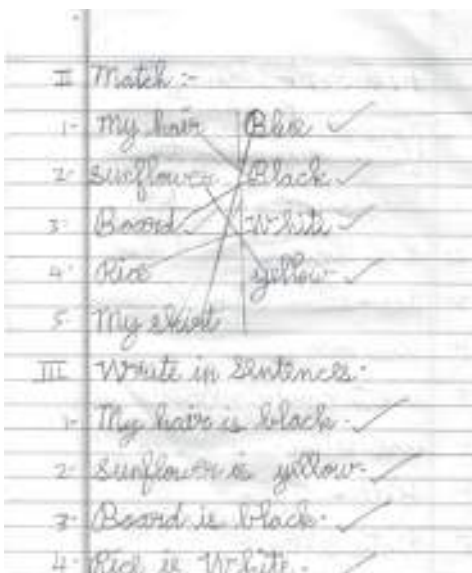 II Match :-
1- My hair Blue
2- Sunflower Black
3- Board White
4- Rice yellow
5- My skirt
III Write in Sentences.
1- My hair is black.
2- Sunflower is yellow.
3- Board is black.
4- Rice is White.